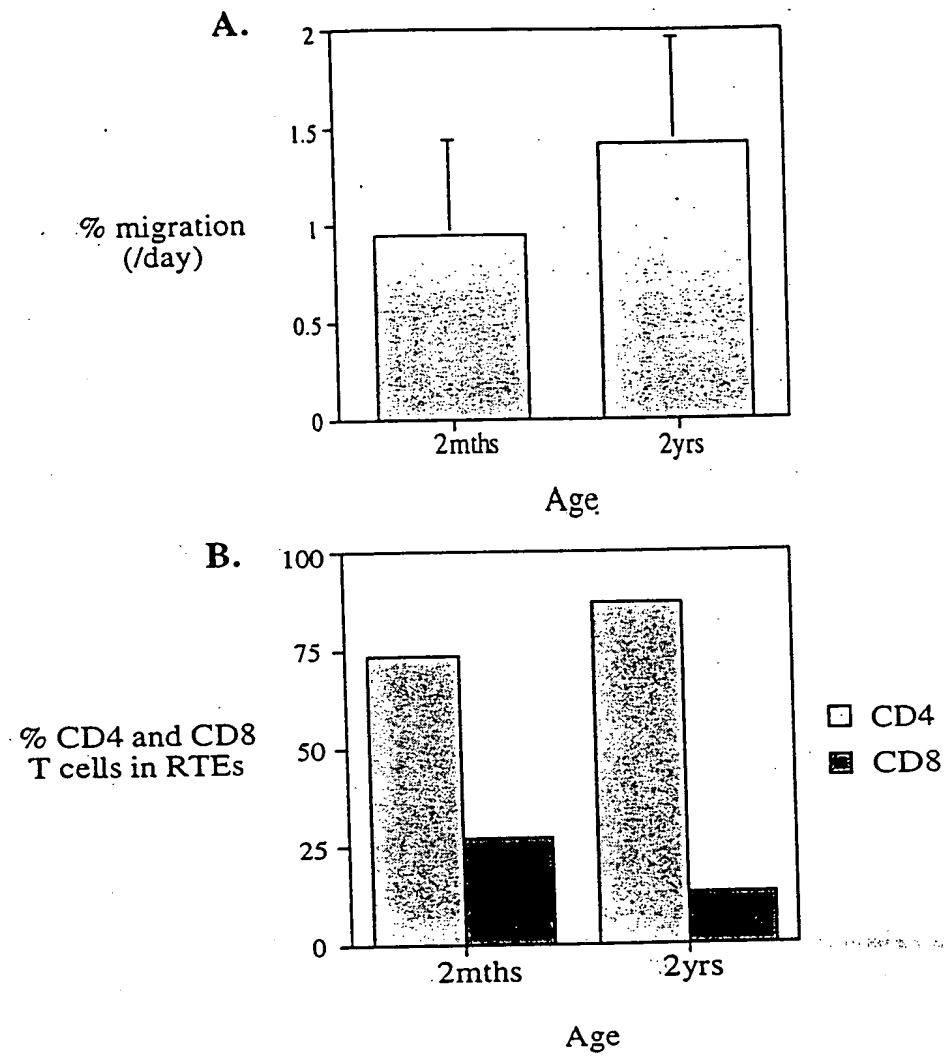 A.
2
1.5
1
0.5
0
% migration
(/day)
2mths 2yrs
Age
B.
100
75
50
25
0
% CD4 and CD8
T cells in RTEs
CD4
CD8
2mths 2yrs
Age